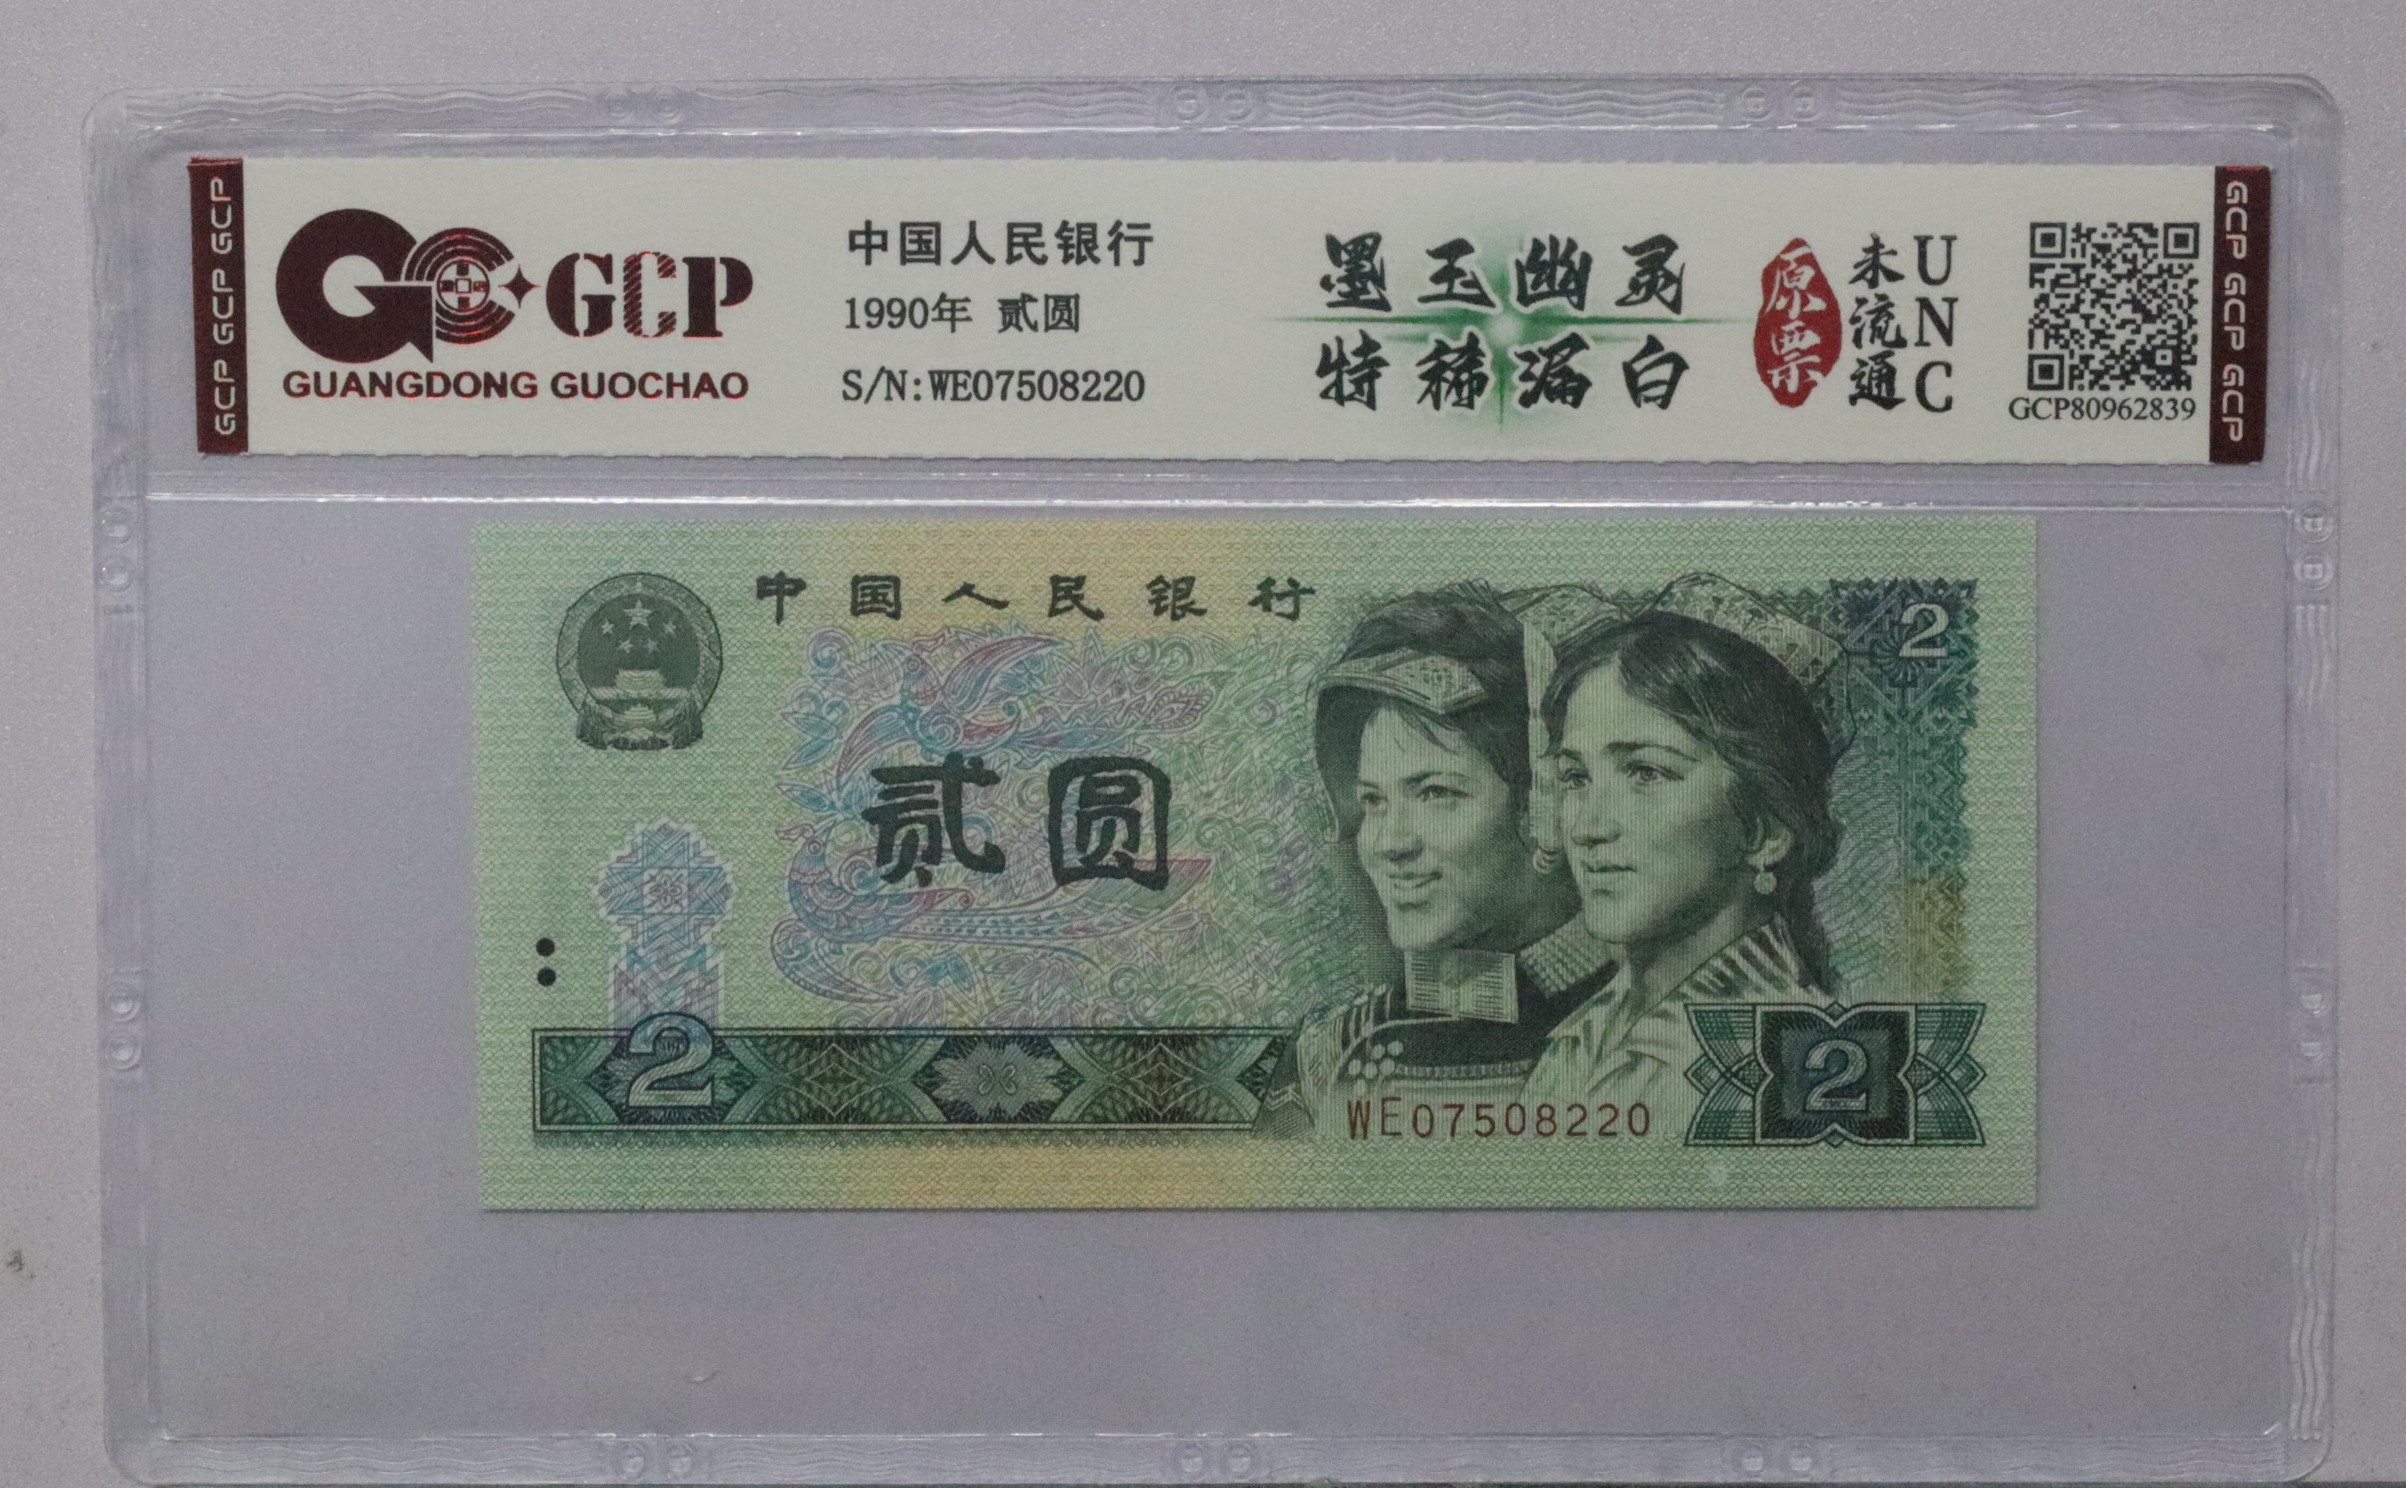 GCP GCP GCP
GCP
GUANGDONG GUOCHAO
中国人民银行
1990年 贰圆
S/N:WE07508220
墨玉幽灵
特稀漏白
原票
未流通
UNC
GCP80962839
GCP GCP GCP
中国人民银行
2
贰圆
2
2
WE07508220